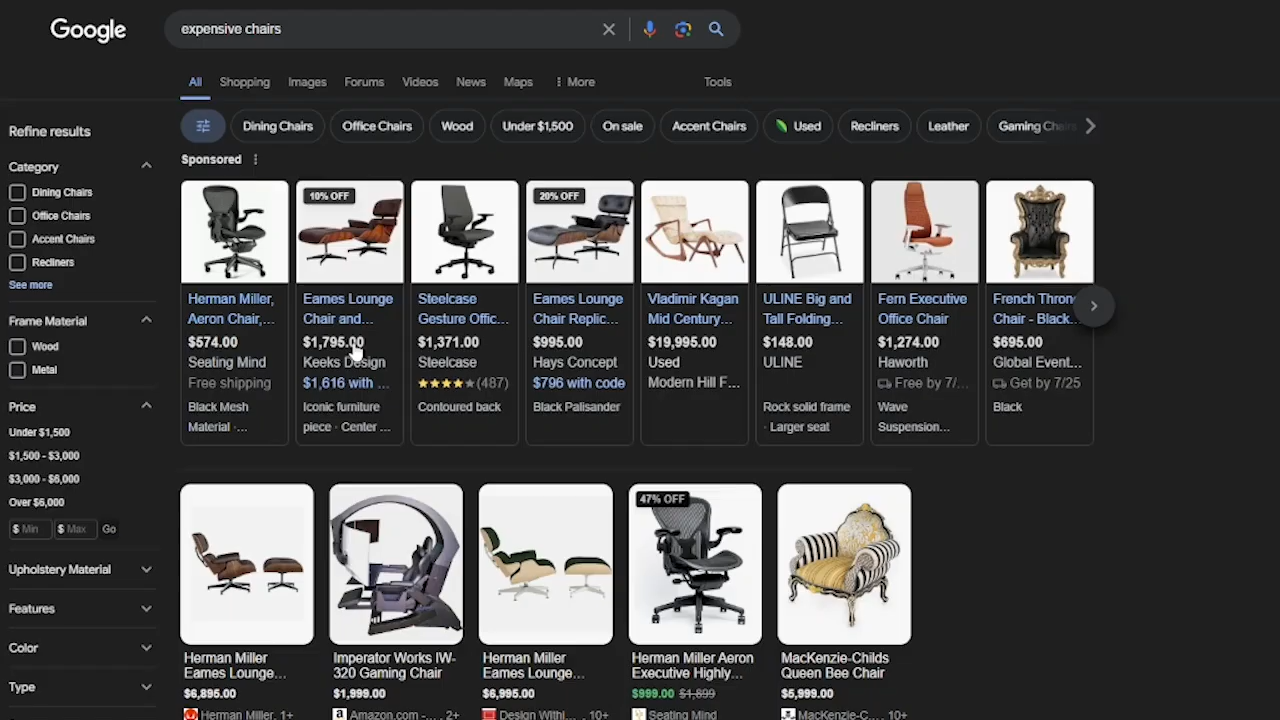 Google
expensive chairs
All Shopping Images Forums Videos News Maps More Tools
Dining Chairs Office Chairs Wood Under $1,500 On sale Accent Chairs Used Recliners Leather Gaming Chairs
Refine results
Category
Dining Chairs
Office Chairs
Accent Chairs
Recliners
See more
Frame Material
Wood
Metal
Price
Under $1,500
$1,500 - $3,000
$3,000 - $6,000
Over $6,000
$ Min $ Max Go
Upholstery Material
Features
Color
Type
Sponsored
Herman Miller,
Aeron Chair,...
$574.00
Seating Mind
Free shipping
Black Mesh
Material · ...
10% OFF
Eames Lounge
Chair and...
$1,795.00
Keeks Design
$1,616 with ...
Iconic furniture
piece · Center ...
Steelcase
Gesture Offic...
$1,371.00
Steelcase
(487)
Contoured back
20% OFF
Eames Lounge
Chair Replic...
$995.00
Hays Concept
$796 with code
Black Palisander
Vladimir Kagan
Mid Century...
$19,995.00
Used
Modern Hill F...
ULINE Big and
Tall Folding...
$148.00
ULINE
Rock solid frame
· Larger seat
Fern Executive
Office Chair
$1,274.00
Haworth
Free by 7/...
Wave
Suspension...
French Throne
Chair - Black...
$695.00
Global Event...
Get by 7/25
Black
Herman Miller
Eames Lounge...
$6,895.00
Herman Miller, 1+
Imperator Works IW-
320 Gaming Chair
$1,999.00
Amazon.com -... , 2+
Herman Miller
Eames Lounge...
$6,995.00
Design Withi... , 10+
47% OFF
Herman Miller Aeron
Executive Highly...
$999.00 $1,899
Seating Mind
MacKenzie-Childs
Queen Bee Chair
$5,999.00
MacKenzie-C... , 10+